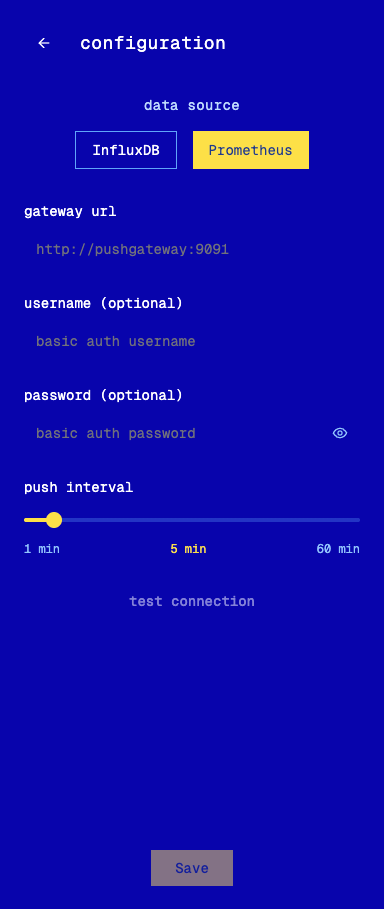 configuration
data source
InfluxDB Prometheus
gateway url
http://pushgateway:9091
username (optional)
basic auth username
password (optional)
basic auth password
push interval
1 min 5 min 60 min
test connection
Save